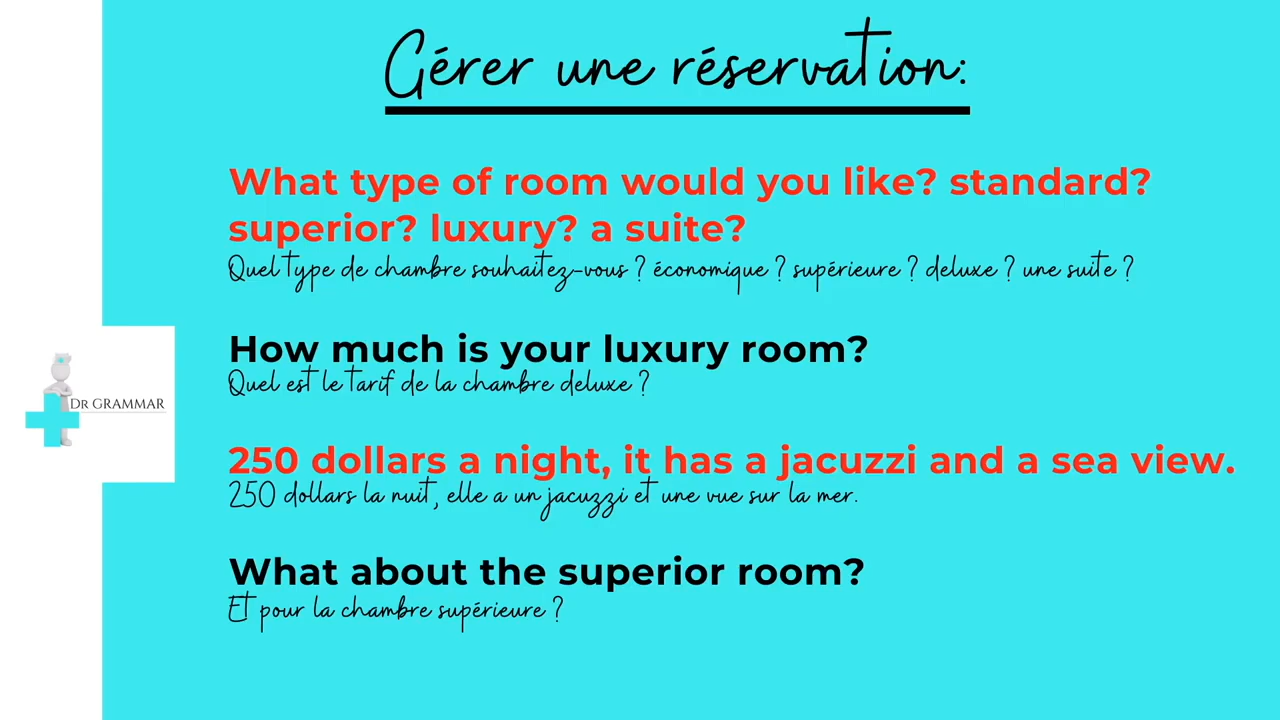 Gérer une réservation:
What type of room would you like? standard?
superior? luxury? a suite?
Quel type de chambre souhaitez-vous ? économique ? supérieure ? deluxe ? une suite ?
How much is your luxury room?
Quel est le tarif de la chambre deluxe ?
DR GRAMMAR
250 dollars a night, it has a jacuzzi and a sea view.
250 dollars la nuit, elle a un jacuzzi et une vue sur la mer.
What about the superior room?
Et pour la chambre supérieure ?